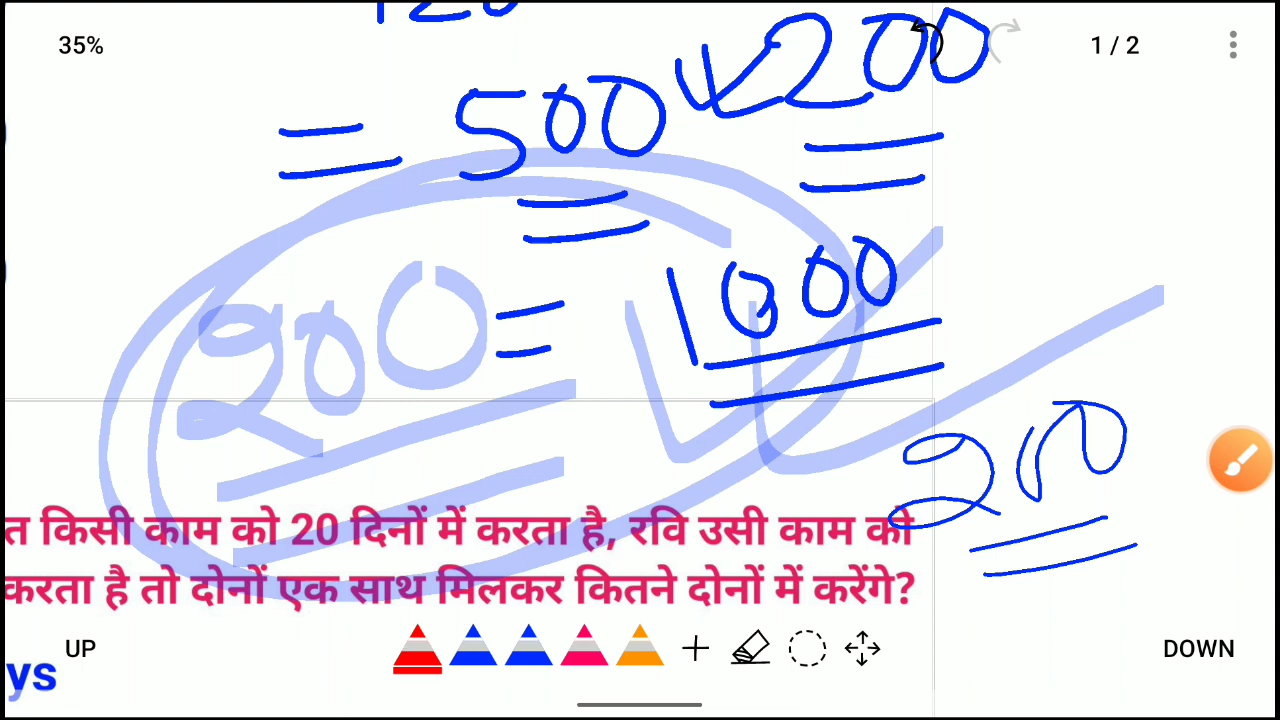 120
35%
1 / 2
= 500
200
= 1000
200
200
त किसी काम को 20 दिनों में करता है, रवि उसी काम को
करता है तो दोनों एक साथ मिलकर कितने दोनों में करेंगे?
UP
DOWN
ys